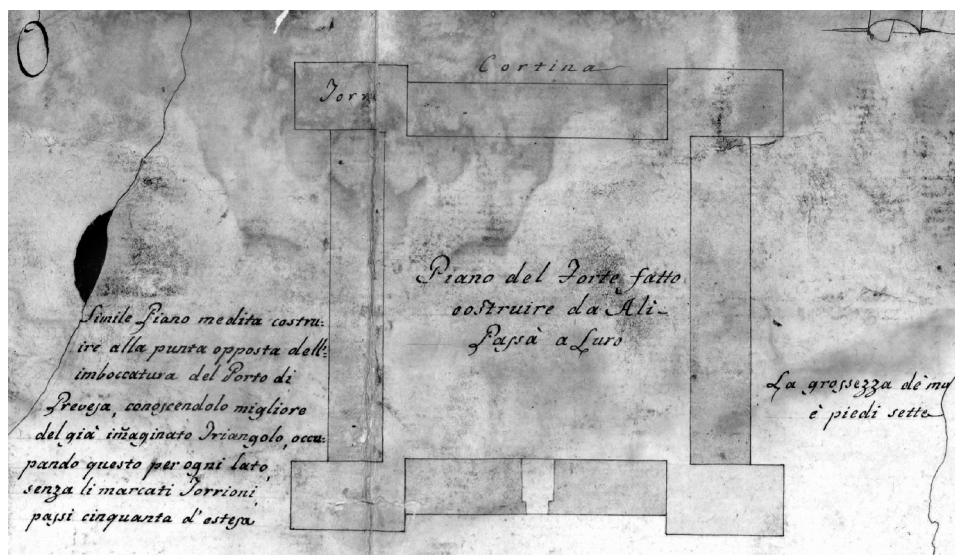 Cortina
Torr
Piano del Forte fatto
costruire da Ali
Passà a Luro
Simile Piano medita costru:
ire alla punta opposta dell':
imboccatura del Porto di
Prevesa, conoscendolo migliore
del già imaginato Triangolo, occu:
pando questo per ogni lato,
senza li marcati Torrioni
passi cinquanta d'estesa
La grossezza de' mu
è piedi sette